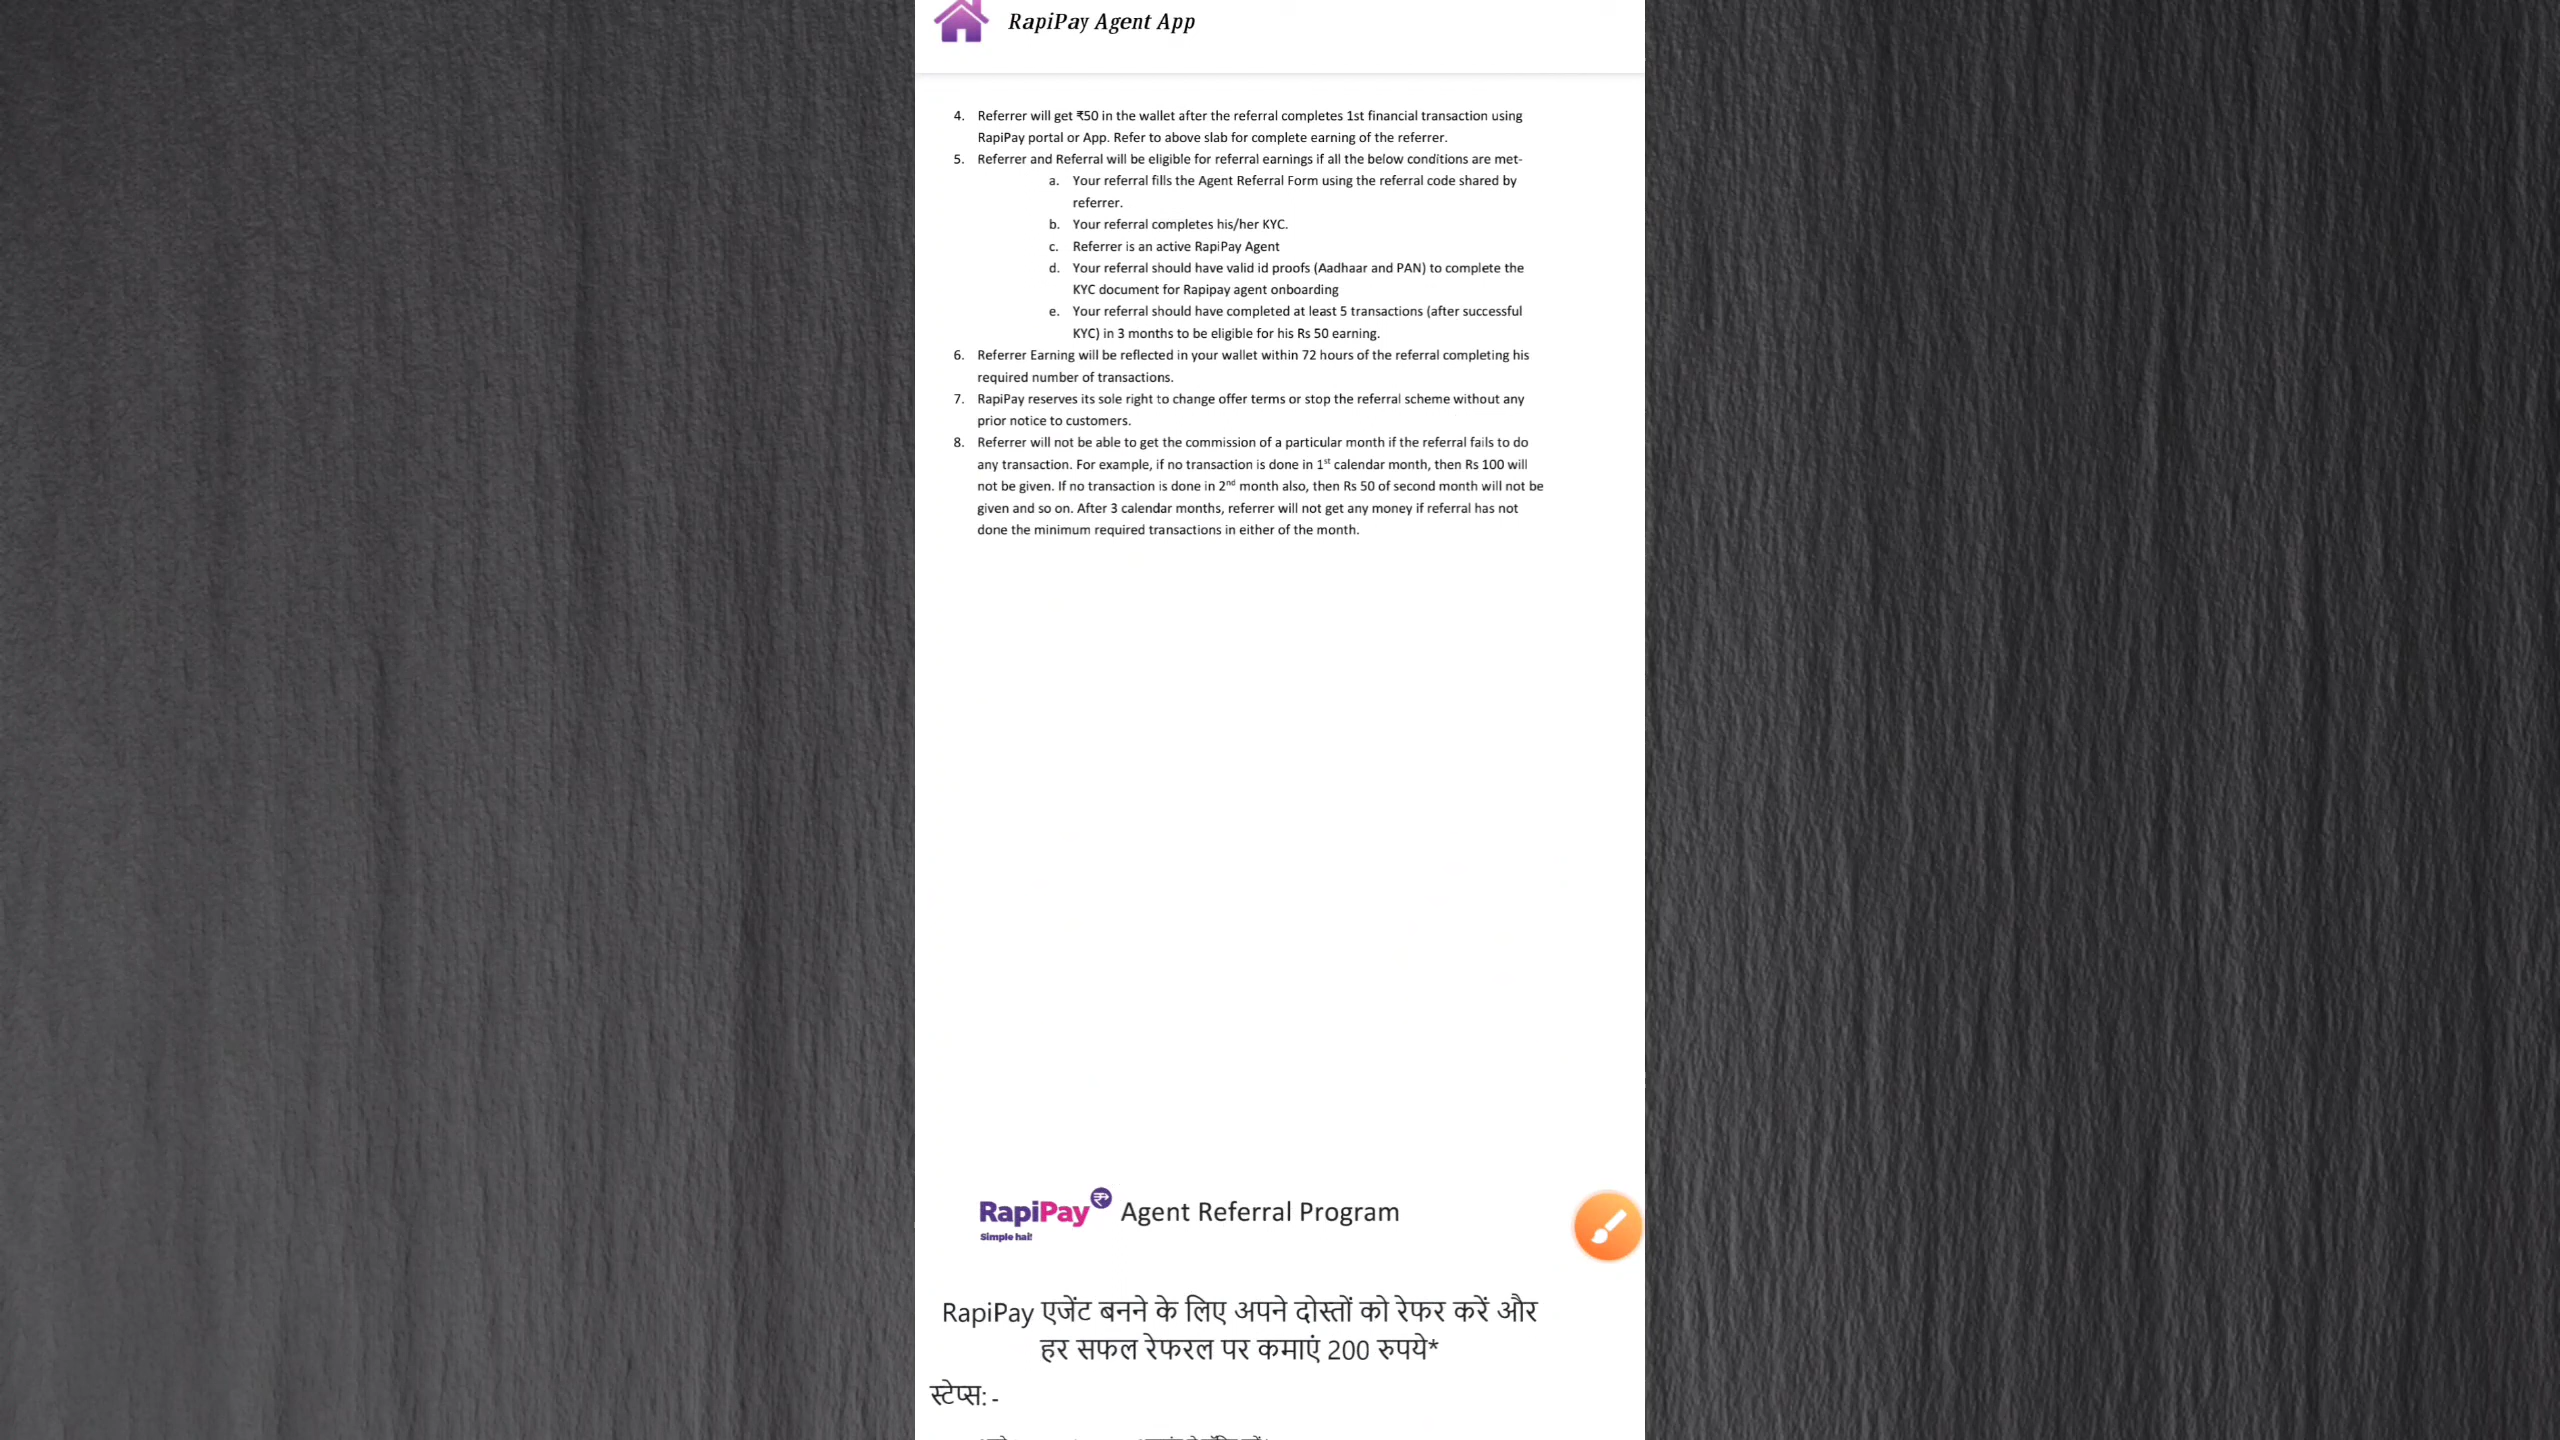 RapiPay Agent App
4. Referrer will get ₹50 in the wallet after the referral completes 1st financial transaction using
RapiPay portal or App. Refer to above slab for complete earning of the referrer.
5. Referrer and Referral will be eligible for referral earnings if all the below conditions are met-
a. Your referral fills the Agent Referral Form using the referral code shared by
referrer.
b. Your referral completes his/her KYC.
c. Referrer is an active RapiPay Agent
d. Your referral should have valid id proofs (Aadhaar and PAN) to complete the
KYC document for Rapipay agent onboarding
e. Your referral should have completed at least 5 transactions (after successful
KYC) in 3 months to be eligible for his Rs 50 earning.
6. Referrer Earning will be reflected in your wallet within 72 hours of the referral completing his
required number of transactions.
7. RapiPay reserves its sole right to change offer terms or stop the referral scheme without any
prior notice to customers.
8. Referrer will not be able to get the commission of a particular month if the referral fails to do
any transaction. For example, if no transaction is done in 1st calendar month, then Rs 100 will
not be given. If no transaction is done in 2nd month also, then Rs 50 of second month will not be
given and so on. After 3 calendar months, referrer will not get any money if referral has not
done the minimum required transactions in either of the month.
RapiPay Agent Referral Program
Simple hai!
RapiPay एजेंट बनने के लिए अपने दोस्तों को रेफर करें और
हर सफल रेफरल पर कमाएं 200 रुपये*
स्टेप्स: -